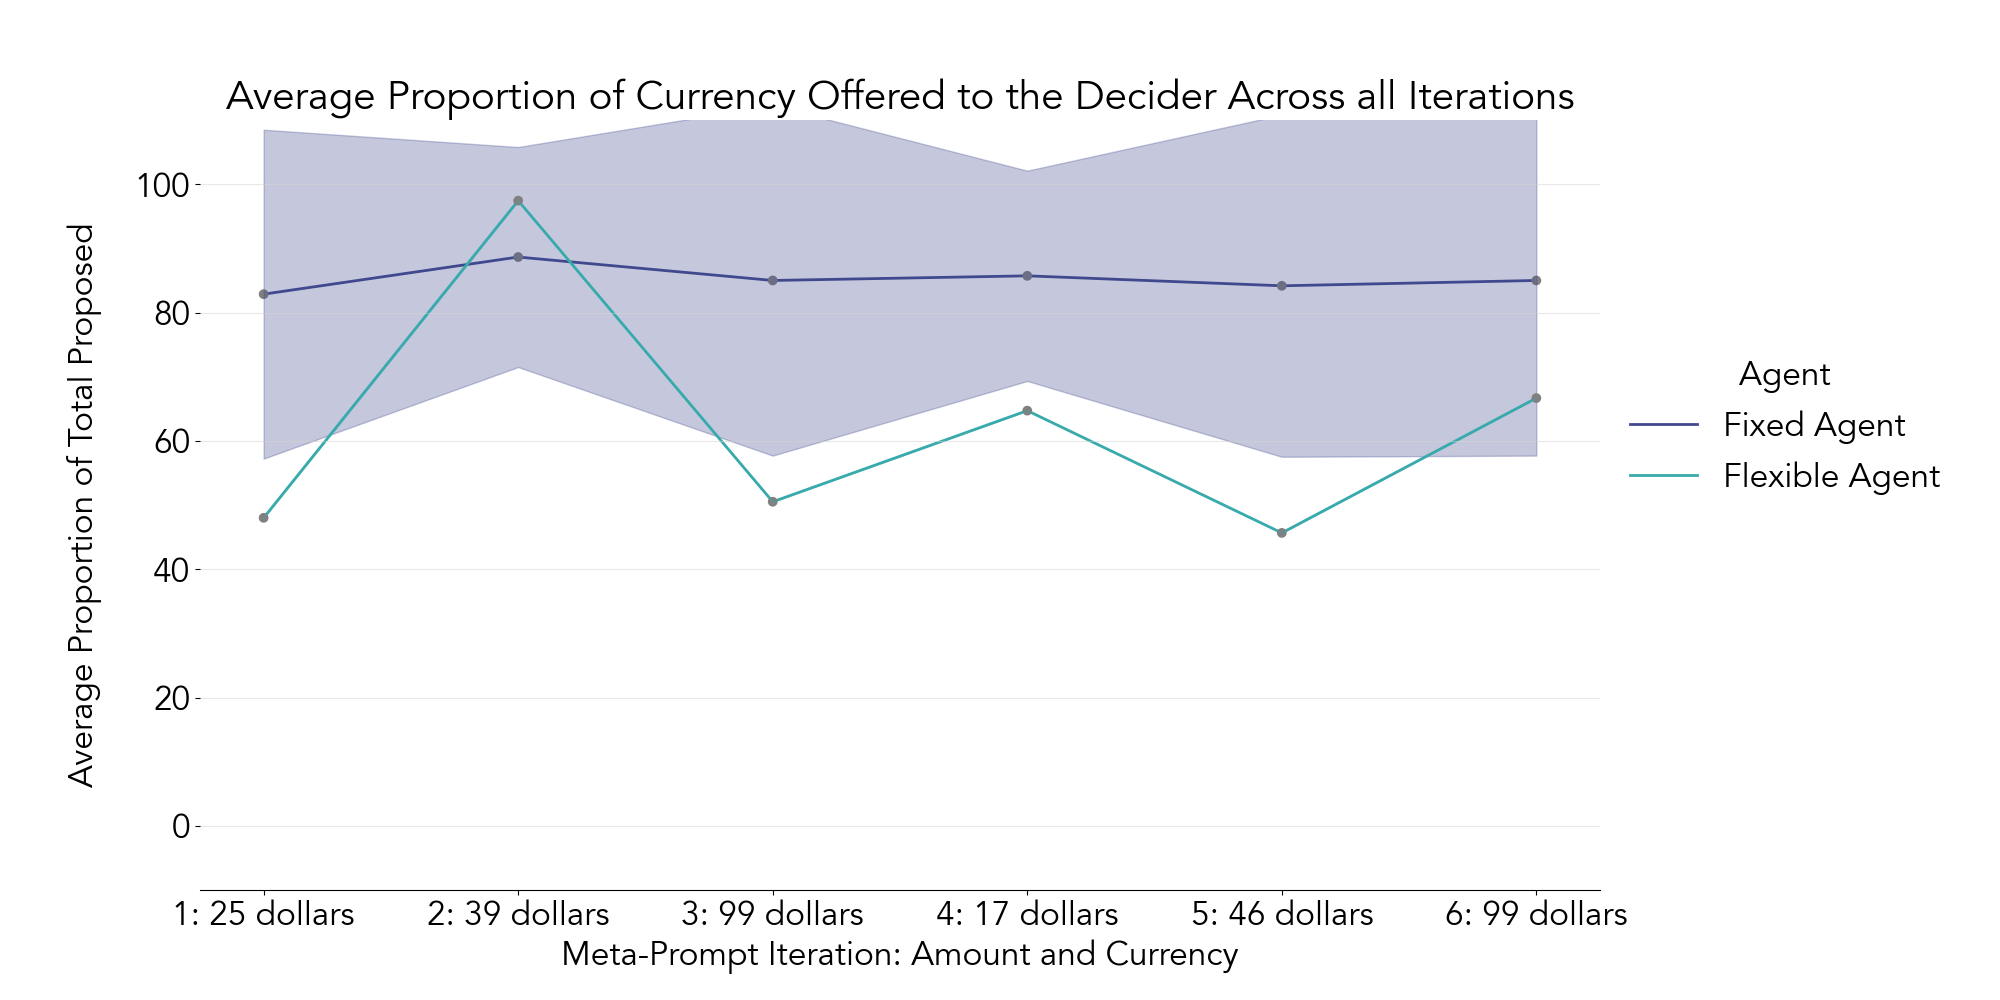 Average Proportion of Currency Offered to the Decider Across all Iterations
Average Proportion of Total Proposed
100
80
60
40
20
0
1: 25 dollars
2: 39 dollars
3: 99 dollars
4: 17 dollars
5: 46 dollars
6: 99 dollars
Meta-Prompt Iteration: Amount and Currency
Agent
Fixed Agent
Flexible Agent